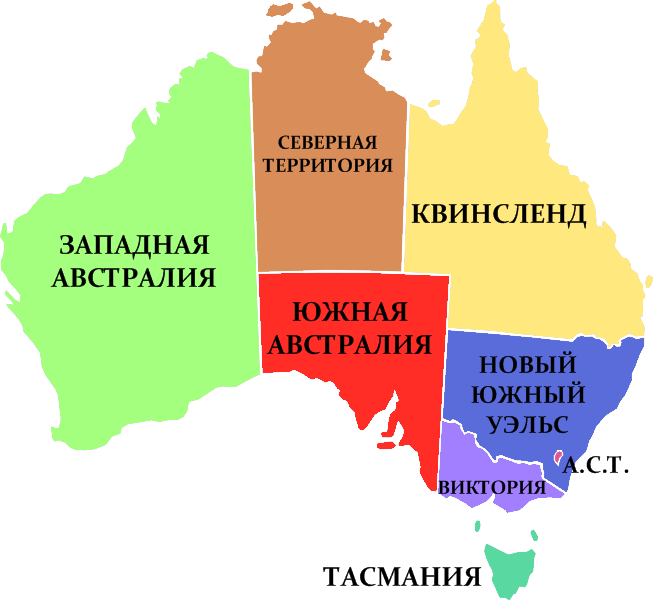 СЕВЕРНАЯ
ТЕРРИТОРИЯ
КВИНСЛЕНД
ЗАПАДНАЯ
АВСТРАЛИЯ
ЮЖНАЯ
АВСТРАЛИЯ
НОВЫЙ
ЮЖНЫЙ
УЭЛЬС
А.С.Т.
ВИКТОРИЯ
ТАСМАНИЯ